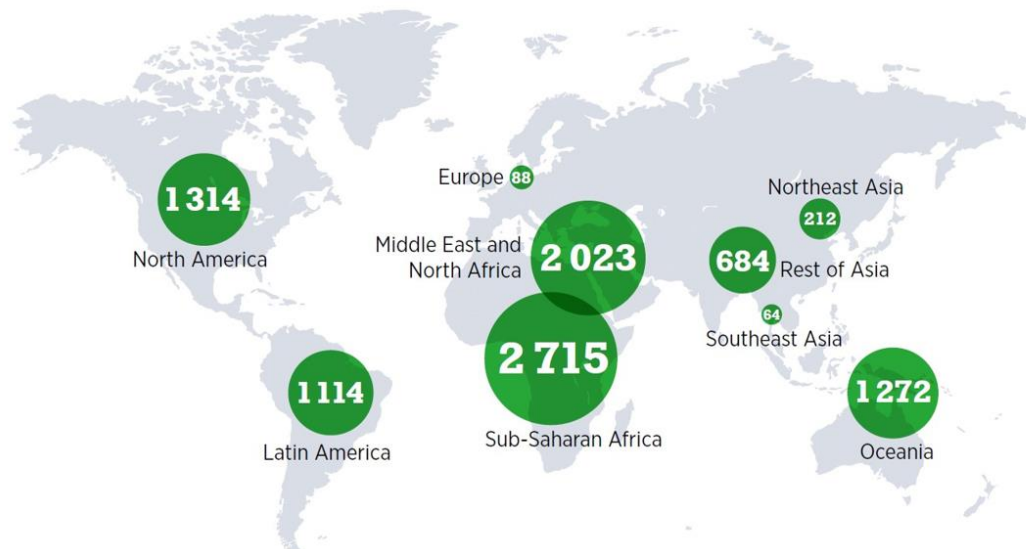 1 314
North America
Europe
88
Northeast Asia
212
Middle East and
North Africa
2 023
684
Rest of Asia
64
Southeast Asia
2 715
Sub-Saharan Africa
1 114
Latin America
1 272
Oceania